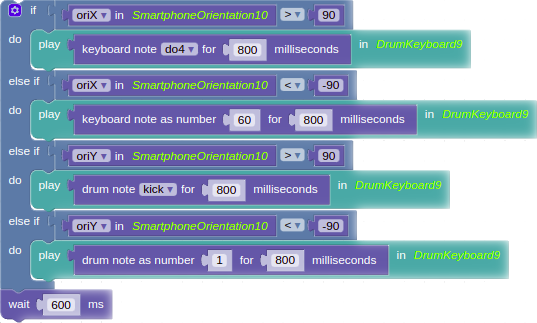 if oriX ▾ in SmartphoneOrientation10 > ▾ 90
do play keyboard note do4 ▾ for 800 milliseconds in DrumKeyboard9
else if oriX ▾ in SmartphoneOrientation10 < ▾ -90
do play keyboard note as number 60 for 800 milliseconds in DrumKeyboard9
else if oriY ▾ in SmartphoneOrientation10 > ▾ 90
do play drum note kick ▾ for 800 milliseconds in DrumKeyboard9
else if oriY ▾ in SmartphoneOrientation10 < ▾ -90
do play drum note as number 1 for 800 milliseconds in DrumKeyboard9
wait 600 ms